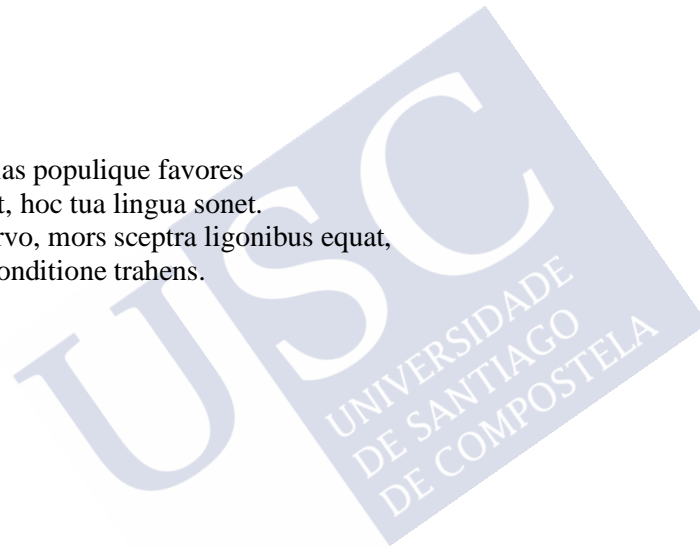 as populique favores
t, hoc tua lingua sonet.
rvo, mors sceptra ligonibus equat,
onditione trahens.
USC
UNIVERSIDADE
DE SANTIAGO
DE COMPOSTELA